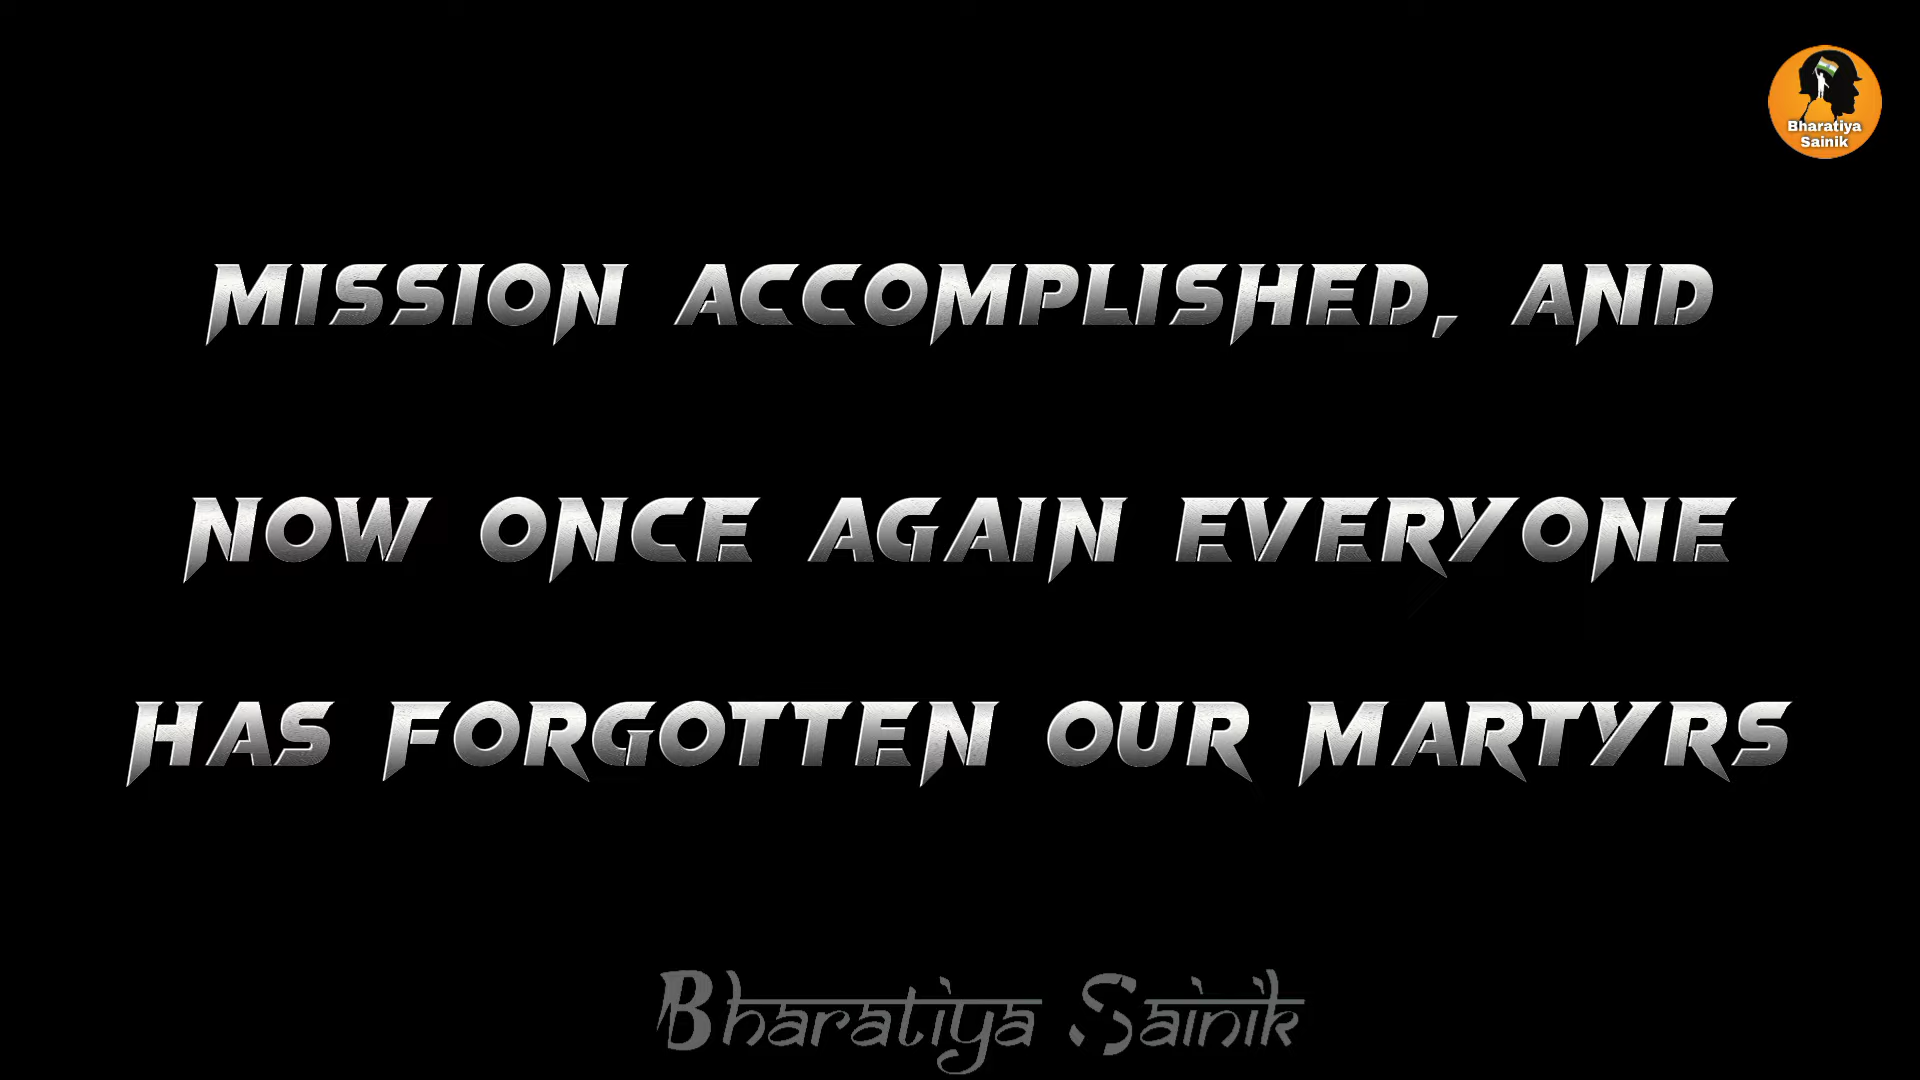 Bharatiya
Sainik
MISSION ACCOMPLISHED, AND
NOW ONCE AGAIN EVERYONE
HAS FORGOTTEN OUR MARTYRS
Bharatiya Sainik